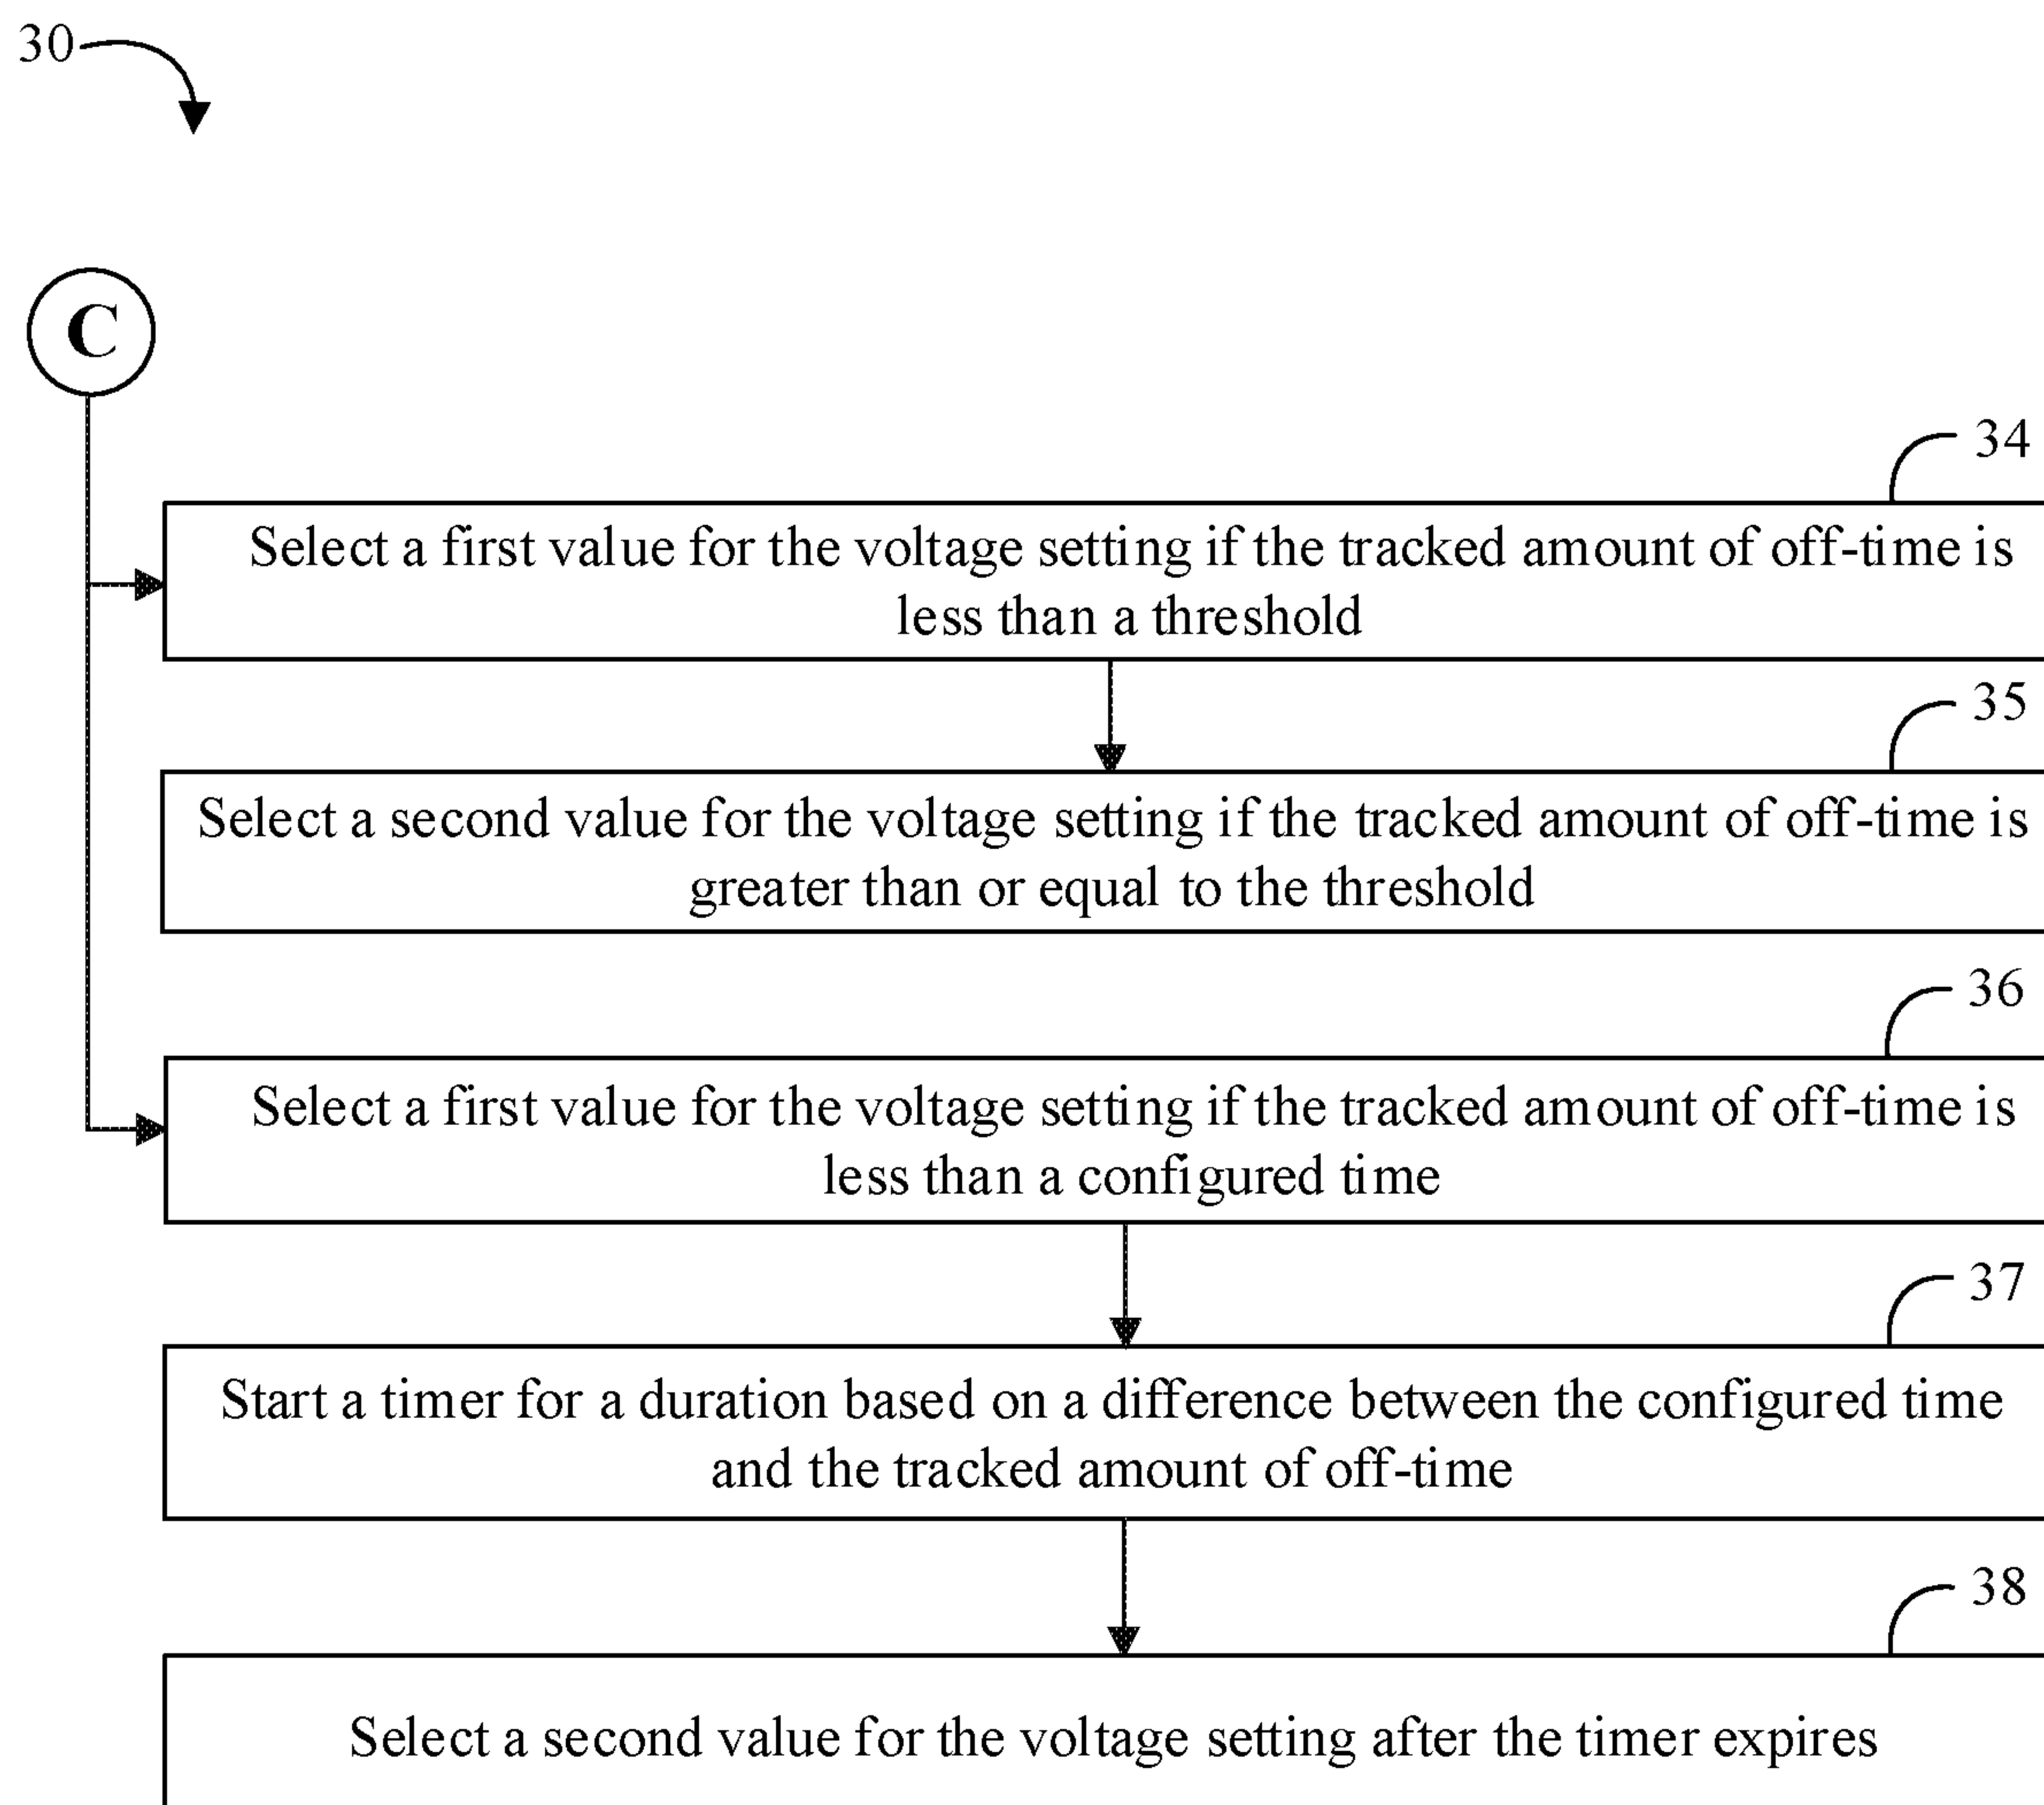 30
C
34
Select a first value for the voltage setting if the tracked amount of off-time is
less than a threshold
35
Select a second value for the voltage setting if the tracked amount of off-time is
greater than or equal to the threshold
36
Select a first value for the voltage setting if the tracked amount of off-time is
less than a configured time
37
Start a timer for a duration based on a difference between the configured time
and the tracked amount of off-time
38
Select a second value for the voltage setting after the timer expires